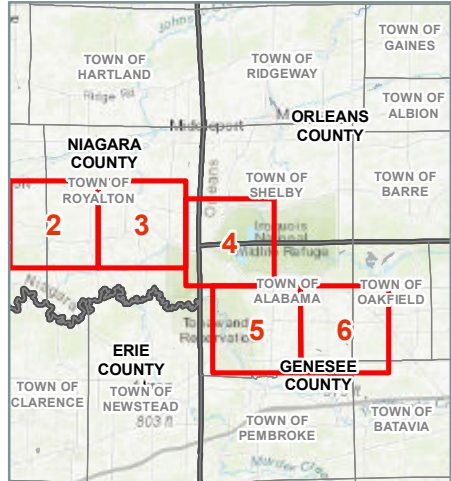 TOWN OF
GAINES
TOWN OF
HARTLAND
TOWN OF
RIDGEWAY
Ridge Rd
TOWN OF
ALBION
Middleport
ORLEANS
COUNTY
NIAGARA
COUNTY
TOWN OF
ROYALTON
Orleans
TOWN OF
SHELBY
TOWN OF
BARRE
2
3
4
Iroquois
National
Wildlife Refuge
Niagara
TOWN OF
ALABAMA
TOWN OF
OAKFIELD
5
6
ERIE
COUNTY
GENESEE
COUNTY
TOWN OF
CLARENCE
TOWN OF
NEWSTEAD
803 ft
TOWN OF
PEMBROKE
TOWN OF
BATAVIA